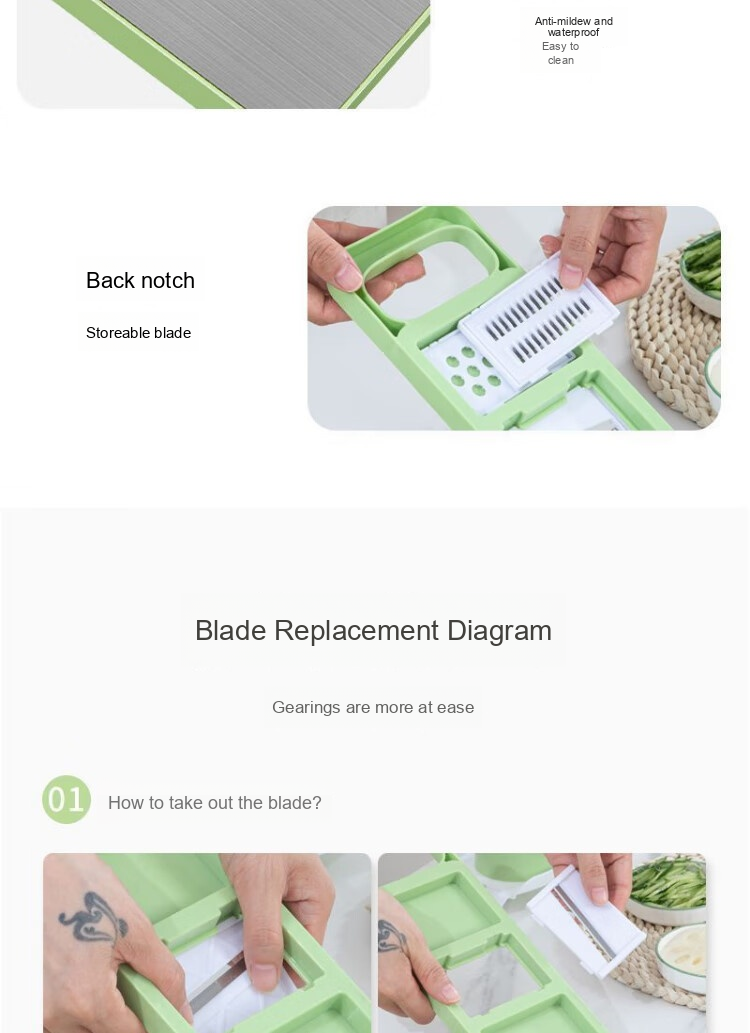 Anti-mildew and
waterproof
Easy to
clean
Back notch
Storeable blade
Blade Replacement Diagram
Gearings are more at ease
01 How to take out the blade?